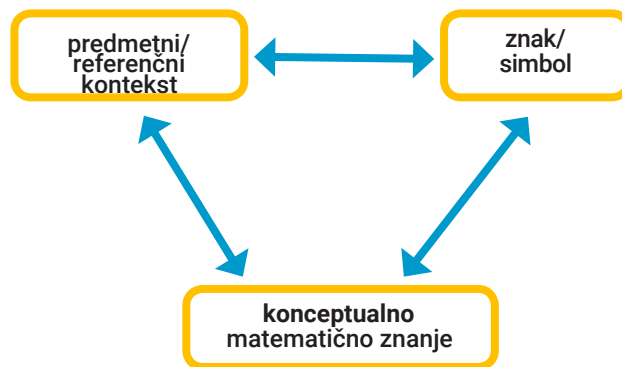 predmetni/
referenčni
kontekst
znak/
simbol
konceptualno
matematično znanje